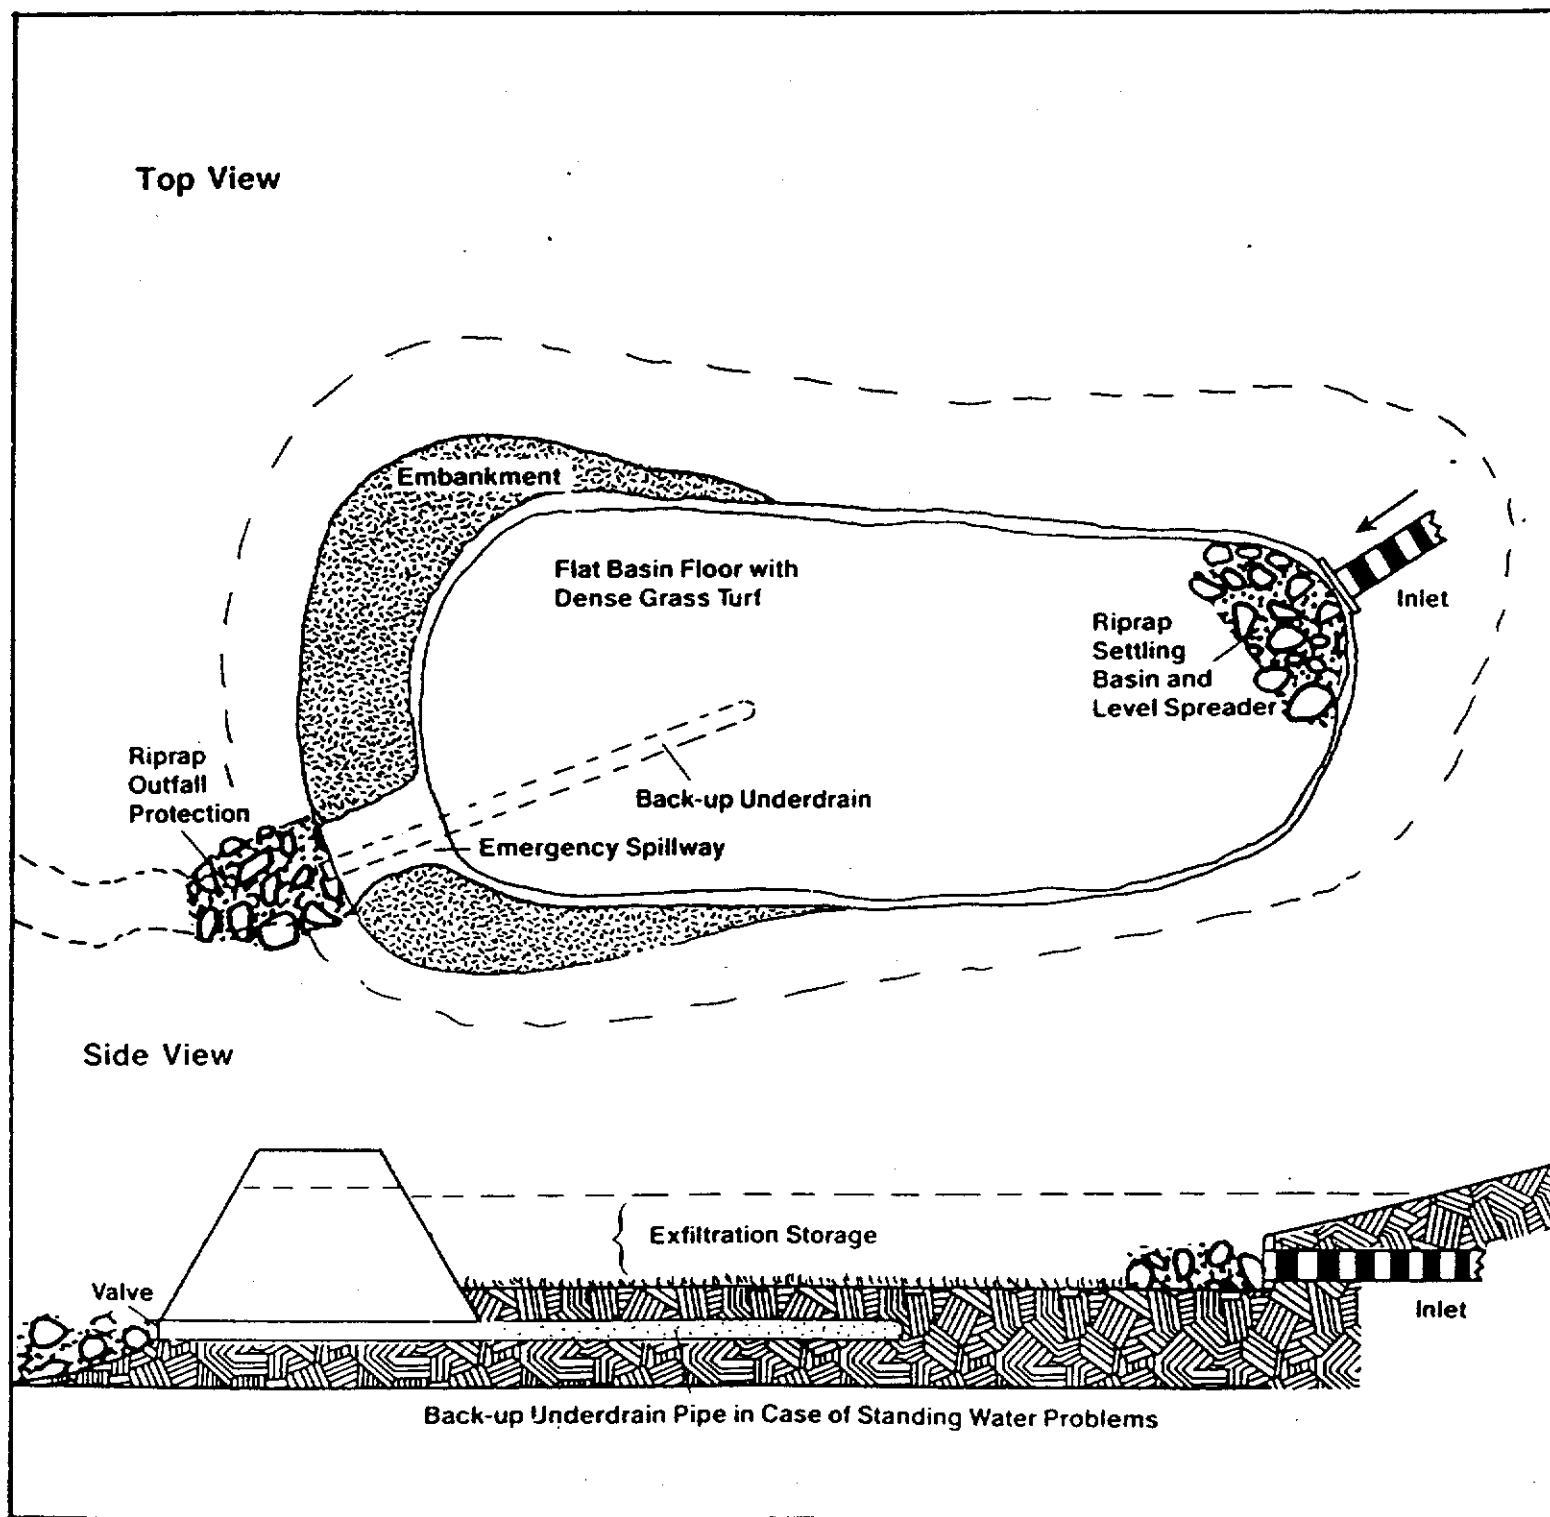 Top View
Embankment
Flat Basin Floor with
Dense Grass Turf
Inlet
Riprap
Settling
Basin and
Level Spreader
Riprap
Outfall
Protection
Back-up Underdrain
Emergency Spillway
Side View
Exfiltration Storage
Valve
Inlet
Back-up Underdrain Pipe in Case of Standing Water Problems